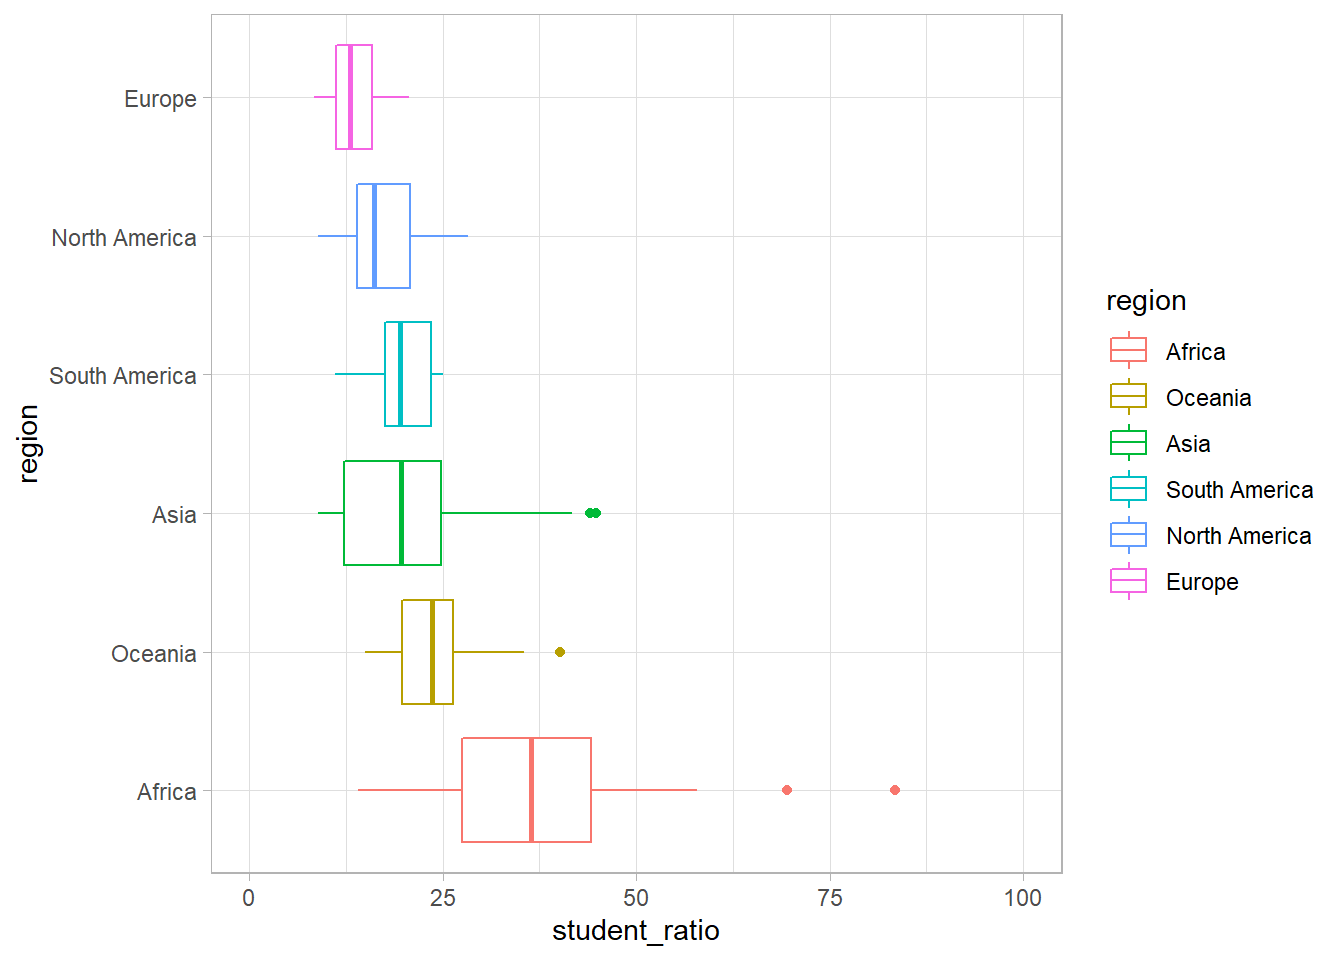 Europe
North America
South America
Asia
Oceania
Africa
region
0 25 50 75 100
student_ratio
region
Africa
Oceania
Asia
South America
North America
Europe